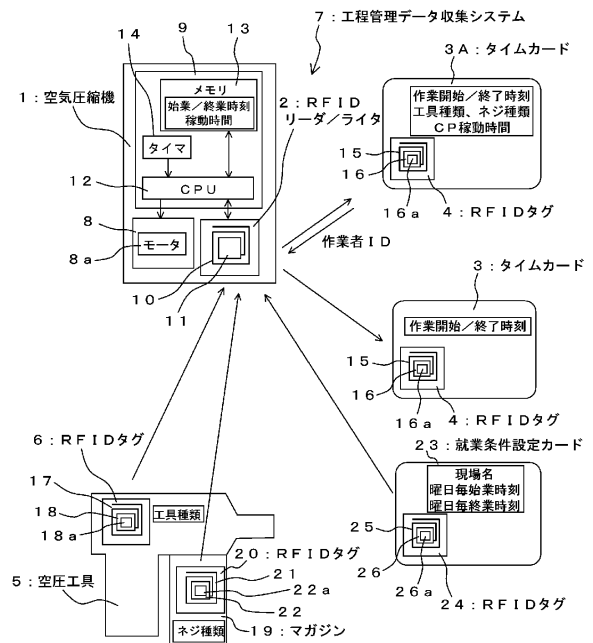 7：工程管理データ収集システム
3A：タイムカード
作業開始／終了時刻
工具種類、ネジ種類
CP稼動時間
15
16
16a
4：RFIDタグ
14
9
13
メモリ
始業／終業時刻
稼動時間
1：空気圧縮機
2：RFID
リーダ／ライタ
タイマ
12
CPU
8
モータ
8a
10
11
作業者ID
3：タイムカード
作業開始／終了時刻
15
16
16a
4：RFIDタグ
23：就業条件設定カード
現場名
曜日毎始業時刻
曜日毎終業時刻
25
26
26a
24：RFIDタグ
6：RFIDタグ
17
18
18a
工具種類
5：空圧工具
20：RFIDタグ
21
22a
22
19：マガジン
ネジ種類